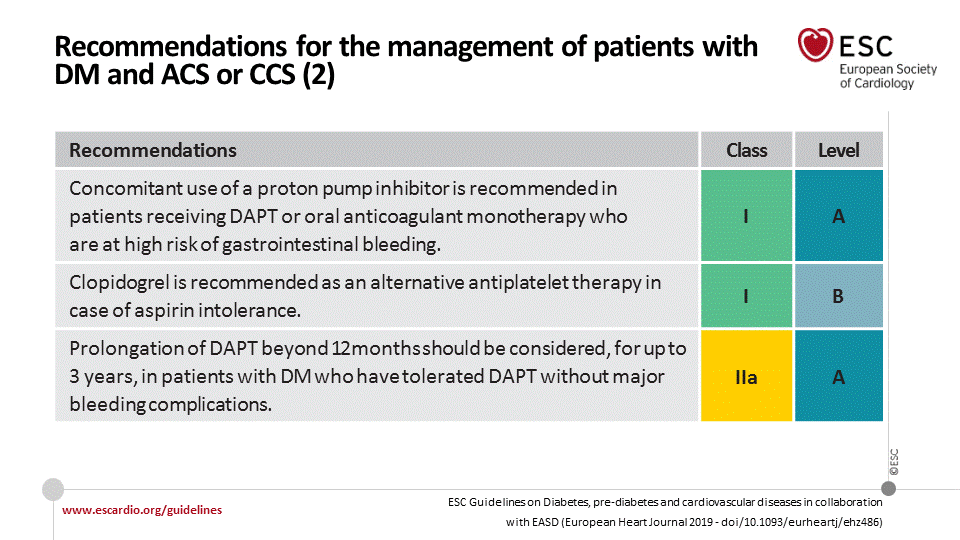 Recommendations for the management of patients with
DM and ACS or CCS (2)
ESC
European Society
of Cardiology
Recommendations Class Level
Concomitant use of a proton pump inhibitor is recommended in
patients receiving DAPT or oral anticoagulant monotherapy who
are at high risk of gastrointestinal bleeding.
I A
Clopidogrel is recommended as an alternative antiplatelet therapy in
case of aspirin intolerance.
I B
Prolongation of DAPT beyond 12 months should be considered, for up to
3 years, in patients with DM who have tolerated DAPT without major
bleeding complications.
IIa A
©ESC
www.escardio.org/guidelines
ESC Guidelines on Diabetes, pre-diabetes and cardiovascular diseases in collaboration
with EASD (European Heart Journal 2019 - doi/10.1093/eurheartj/ehz486)